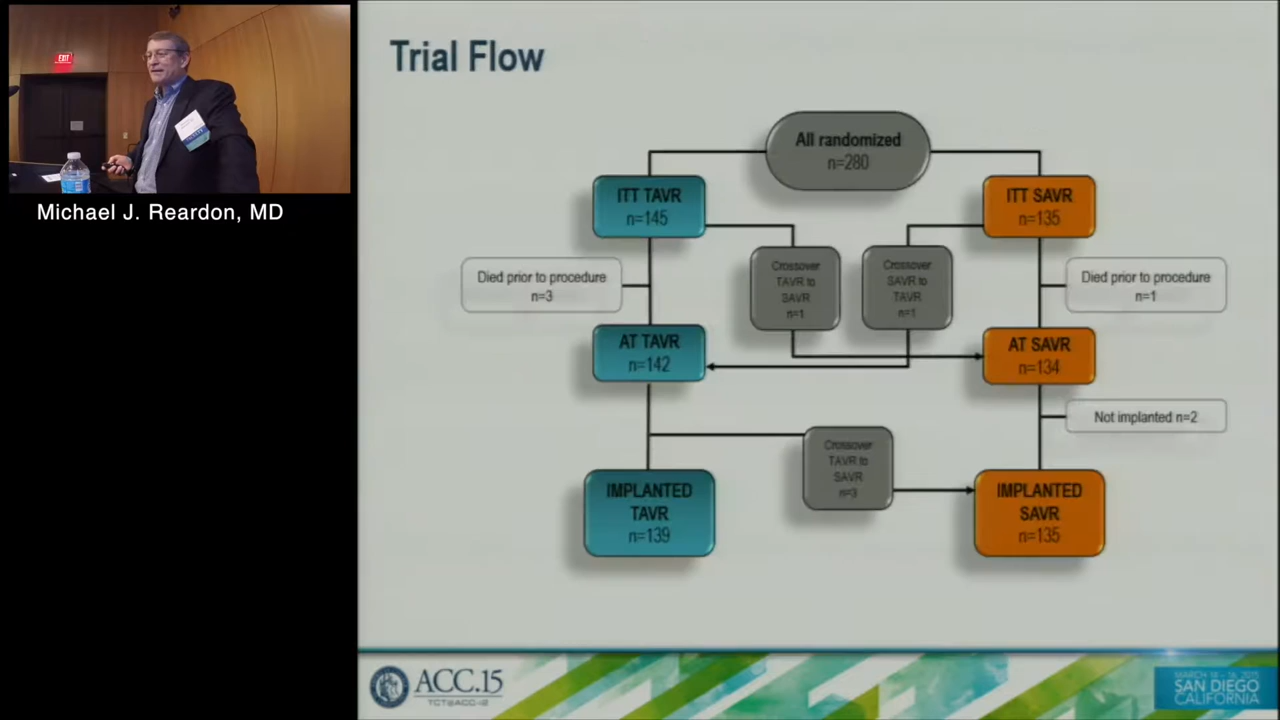 EXIT
Michael J. Reardon, MD
Trial Flow
All randomized
n=280
ITT TAVR
n=145
ITT SAVR
n=135
Died prior to procedure
n=3
Crossover
TAVR to
SAVR
n=1
Crossover
SAVR to
TAVR
n=1
Died prior to procedure
n=1
AT TAVR
n=142
AT SAVR
n=134
Not implanted n=2
Crossover
TAVR to
SAVR
n=3
IMPLANTED
TAVR
n=139
IMPLANTED
SAVR
n=135
ACC.15
TCT@ACC-i2
SAN DIEGO
CALIFORNIA